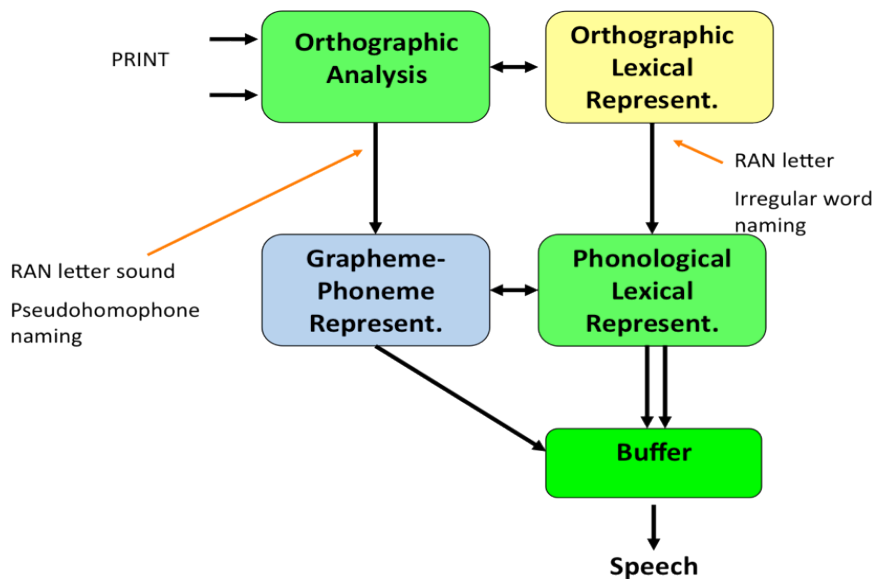 PRINT
Orthographic
Analysis
Orthographic
Lexical
Represent.
RAN letter
Irregular word
naming
RAN letter sound
Pseudohomophone
naming
Grapheme-
Phoneme
Represent.
Phonological
Lexical
Represent.
Buffer
Speech